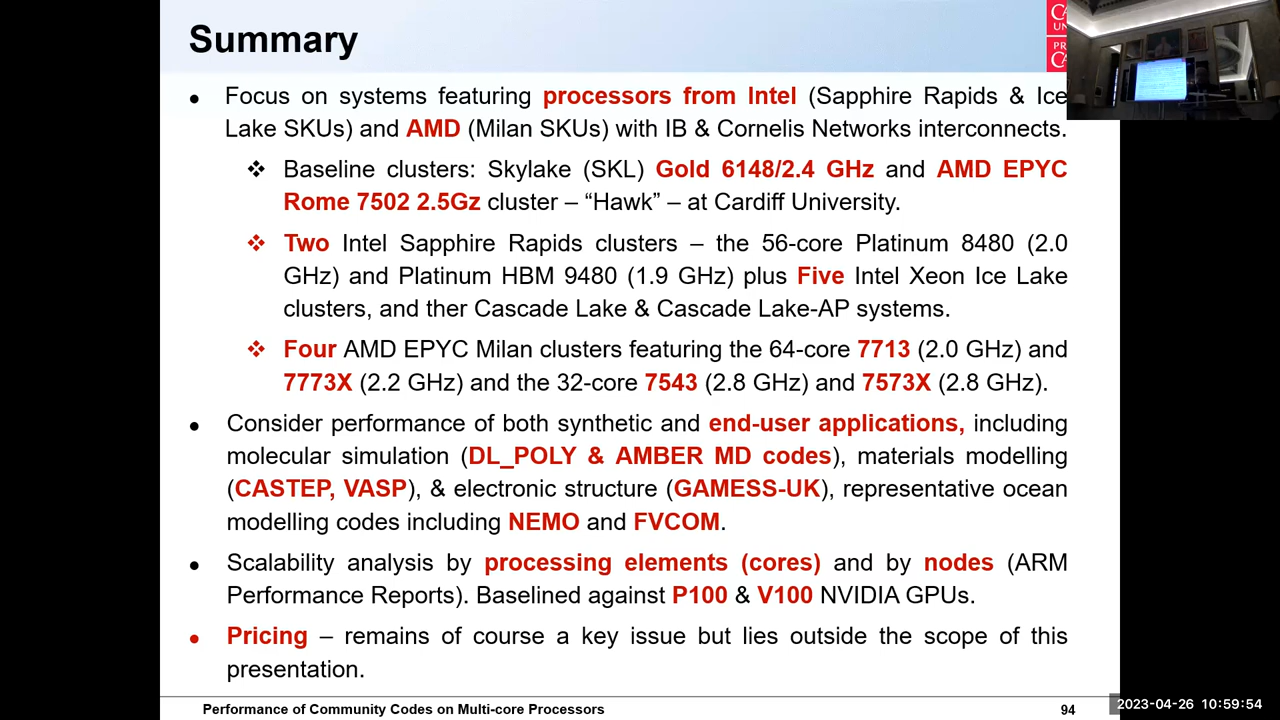 Summary
CA
UN
PR
CA
• Focus on systems featuring processors from Intel (Sapphire Rapids & Ice
Lake SKUs) and AMD (Milan SKUs) with IB & Cornelis Networks interconnects.
❖ Baseline clusters: Skylake (SKL) Gold 6148/2.4 GHz and AMD EPYC
Rome 7502 2.5Gz cluster – “Hawk” – at Cardiff University.
❖ Two Intel Sapphire Rapids clusters – the 56-core Platinum 8480 (2.0
GHz) and Platinum HBM 9480 (1.9 GHz) plus Five Intel Xeon Ice Lake
clusters, and ther Cascade Lake & Cascade Lake-AP systems.
❖ Four AMD EPYC Milan clusters featuring the 64-core 7713 (2.0 GHz) and
7773X (2.2 GHz) and the 32-core 7543 (2.8 GHz) and 7573X (2.8 GHz).
• Consider performance of both synthetic and end-user applications, including
molecular simulation (DL_POLY & AMBER MD codes), materials modelling
(CASTEP, VASP), & electronic structure (GAMESS-UK), representative ocean
modelling codes including NEMO and FVCOM.
• Scalability analysis by processing elements (cores) and by nodes (ARM
Performance Reports). Baselined against P100 & V100 NVIDIA GPUs.
• Pricing – remains of course a key issue but lies outside the scope of this
presentation.
Performance of Community Codes on Multi-core Processors
94
2023-04-26 10:59:54